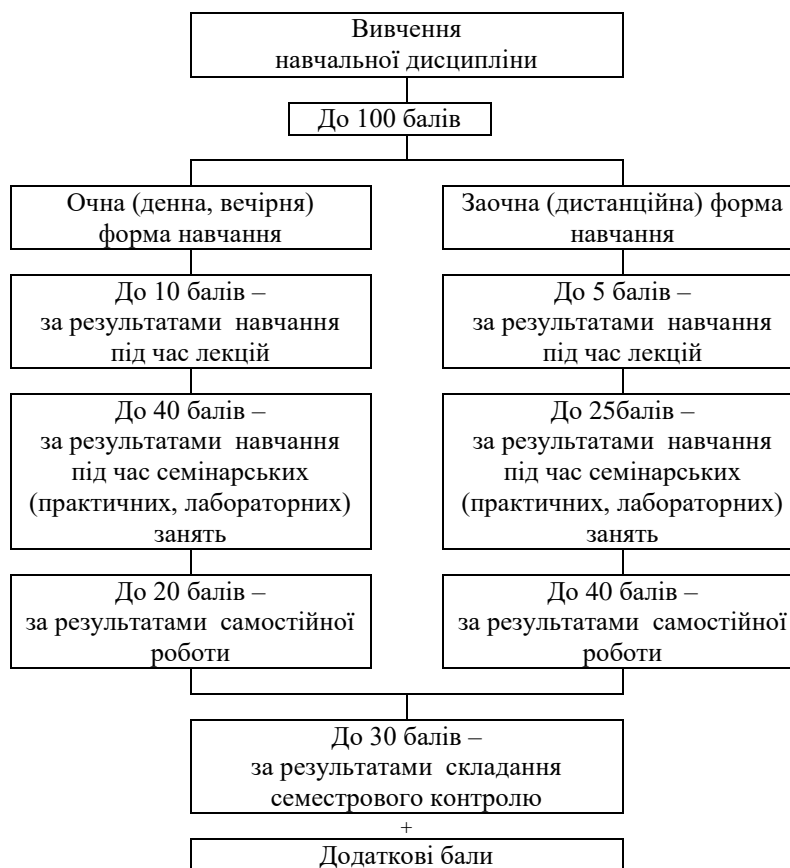 Вивчення
навчальної дисципліни
До 100 балів
Очна (денна, вечірня)
форма навчання
Заочна (дистанційна) форма
навчання
До 10 балів –
за результатами навчання
під час лекцій
До 5 балів –
за результатами навчання
під час лекцій
До 40 балів –
за результатами навчання
під час семінарських
(практичних, лабораторних)
занять
До 25балів –
за результатами навчання
під час семінарських
(практичних, лабораторних)
занять
До 20 балів –
за результатами самостійної
роботи
До 40 балів –
за результатами самостійної
роботи
До 30 балів –
за результатами складання
семестрового контролю
+
Додаткові бали